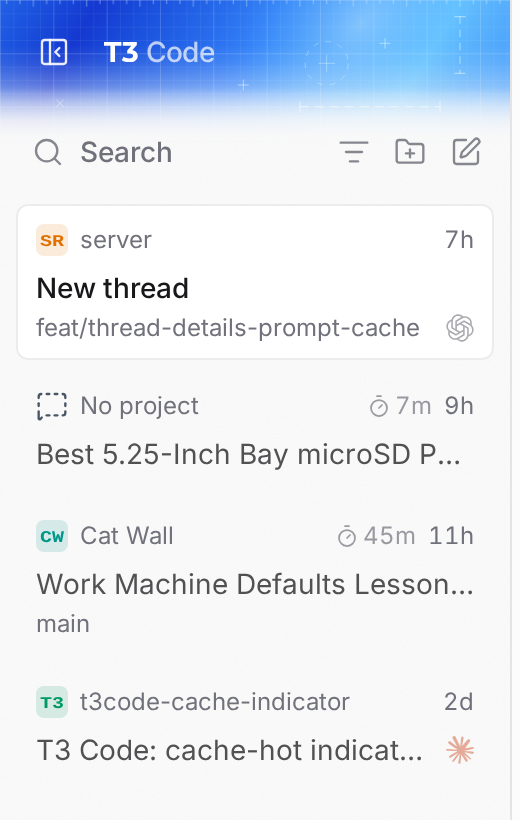 T3 Code
Search
SR server 7h
New thread
feat/thread-details-prompt-cache
No project 7m 9h
Best 5.25-Inch Bay microSD P...
CW Cat Wall 45m 11h
Work Machine Defaults Lesson...
main
T3 t3code-cache-indicator 2d
T3 Code: cache-hot indicat...